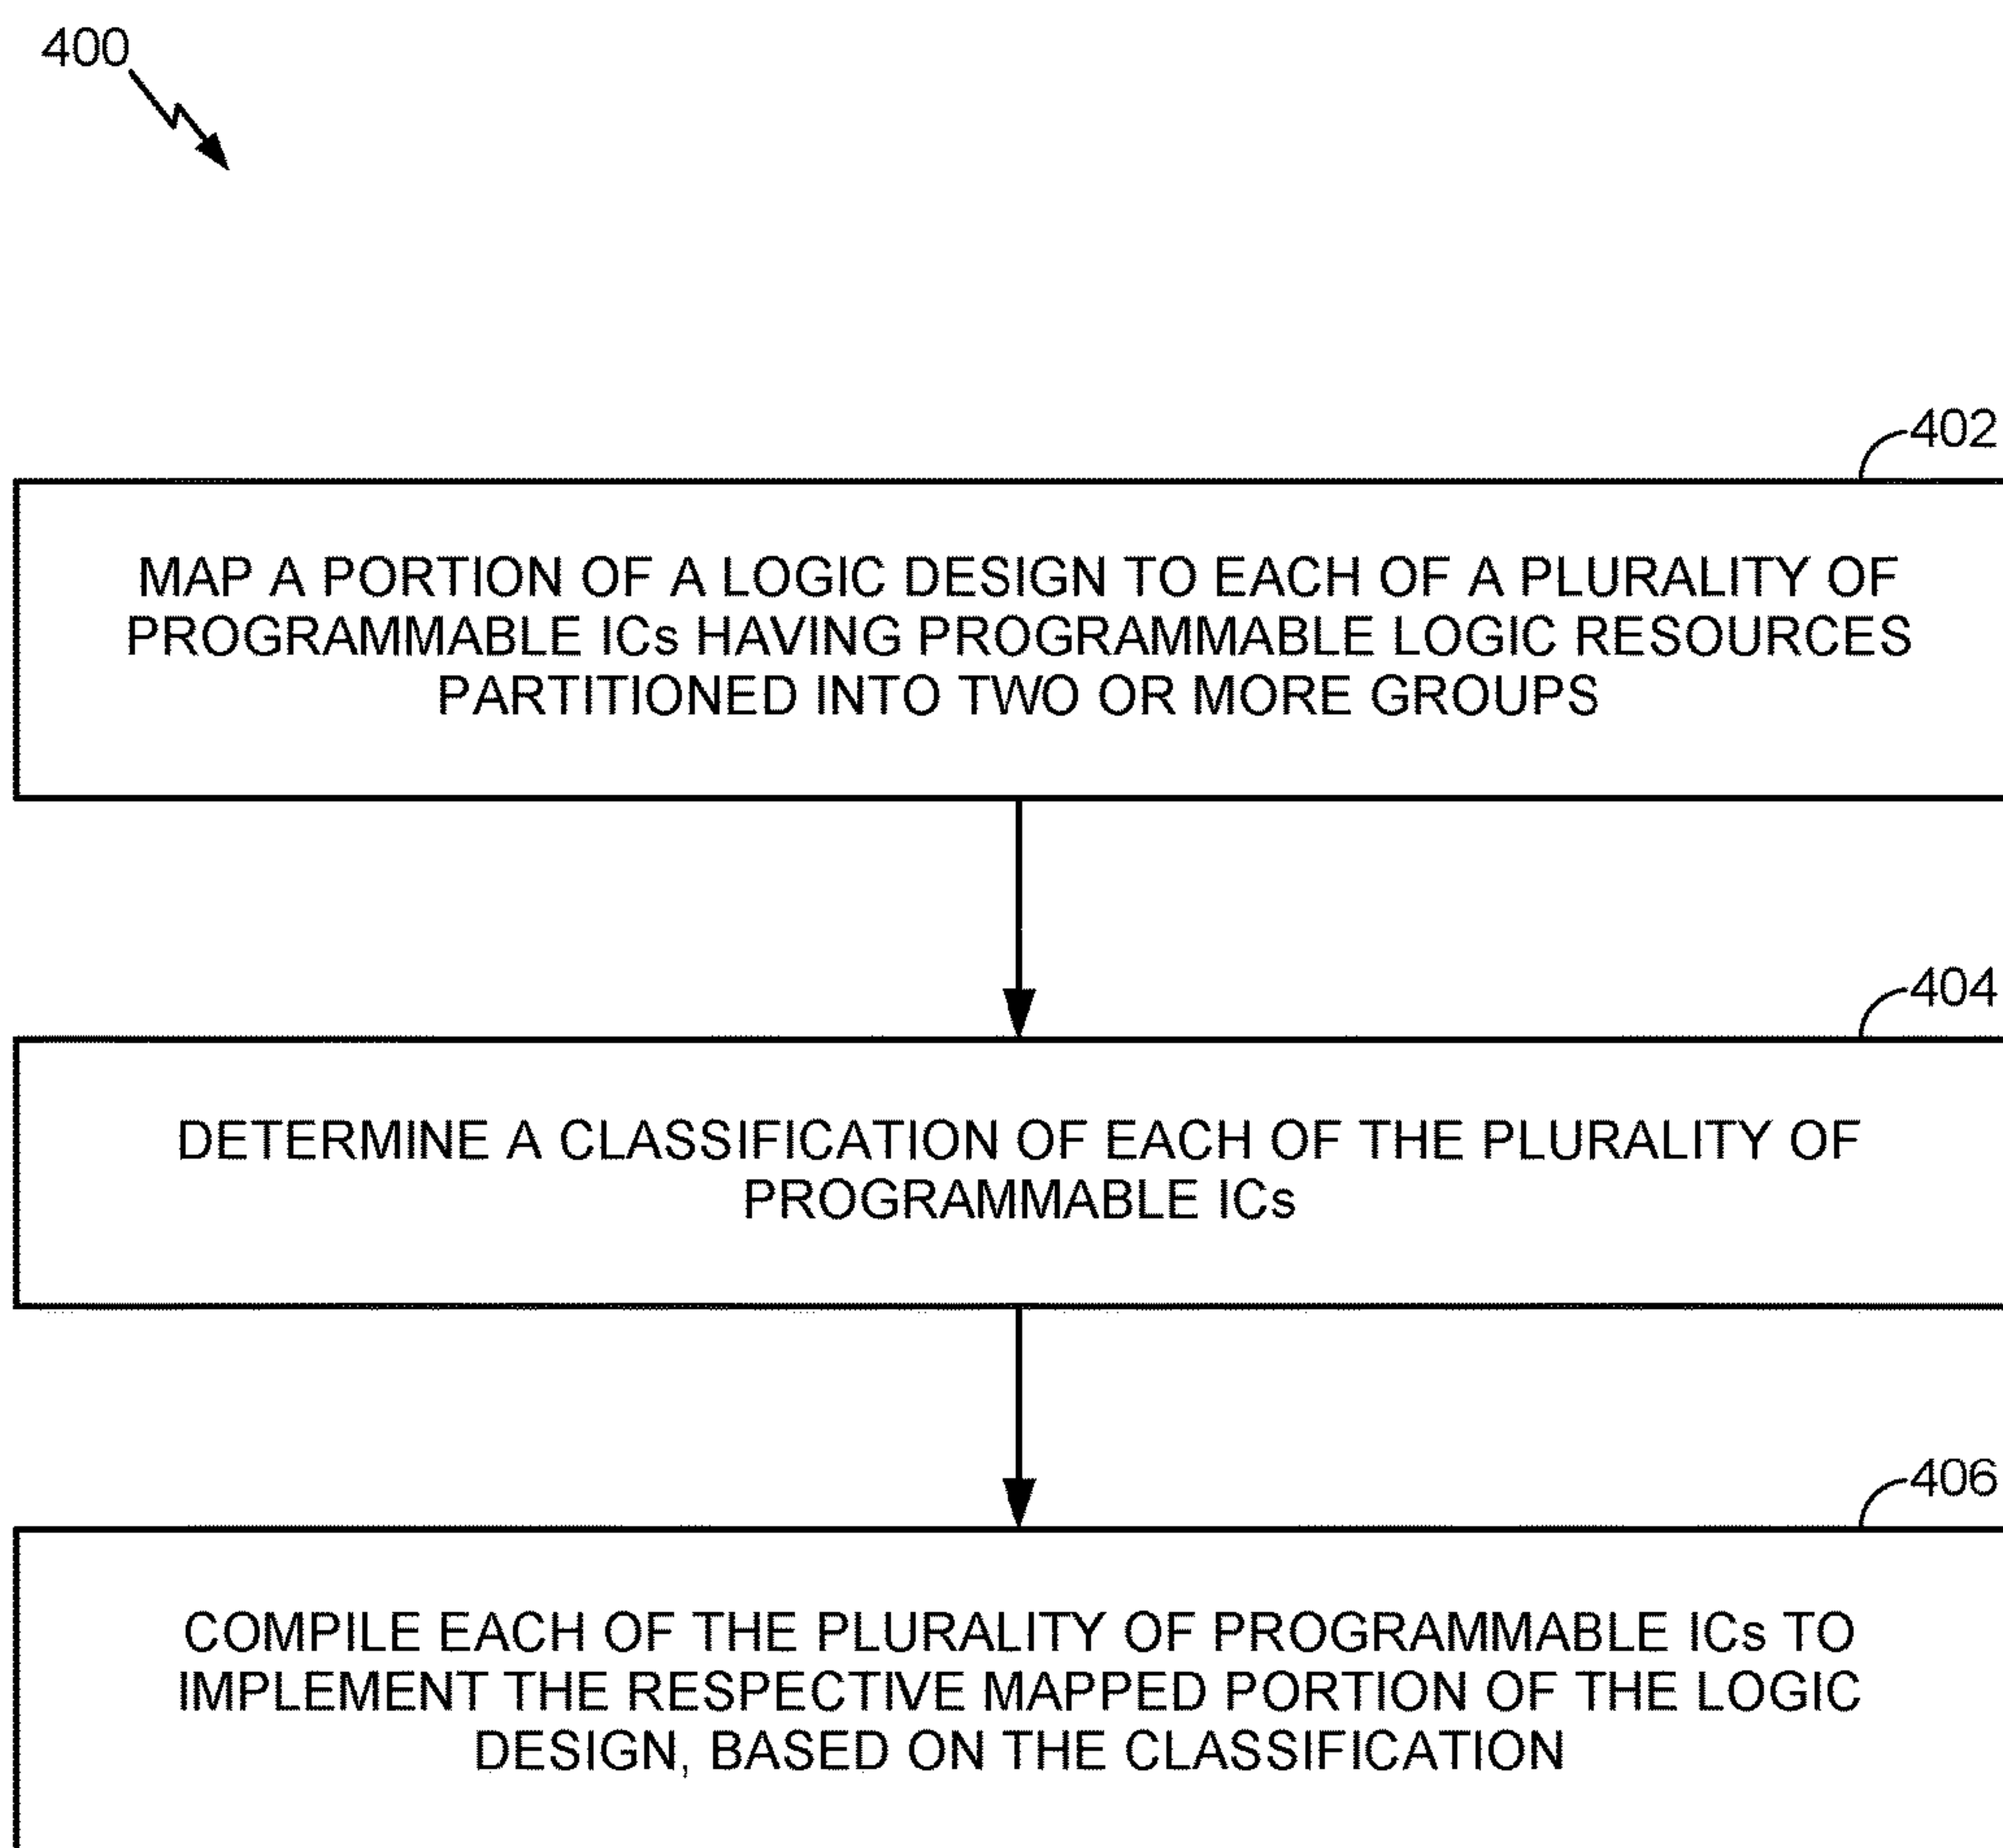 400
402
MAP A PORTION OF A LOGIC DESIGN TO EACH OF A PLURALITY OF
PROGRAMMABLE ICs HAVING PROGRAMMABLE LOGIC RESOURCES
PARTITIONED INTO TWO OR MORE GROUPS
404
DETERMINE A CLASSIFICATION OF EACH OF THE PLURALITY OF
PROGRAMMABLE ICs
406
COMPILE EACH OF THE PLURALITY OF PROGRAMMABLE ICs TO
IMPLEMENT THE RESPECTIVE MAPPED PORTION OF THE LOGIC
DESIGN, BASED ON THE CLASSIFICATION